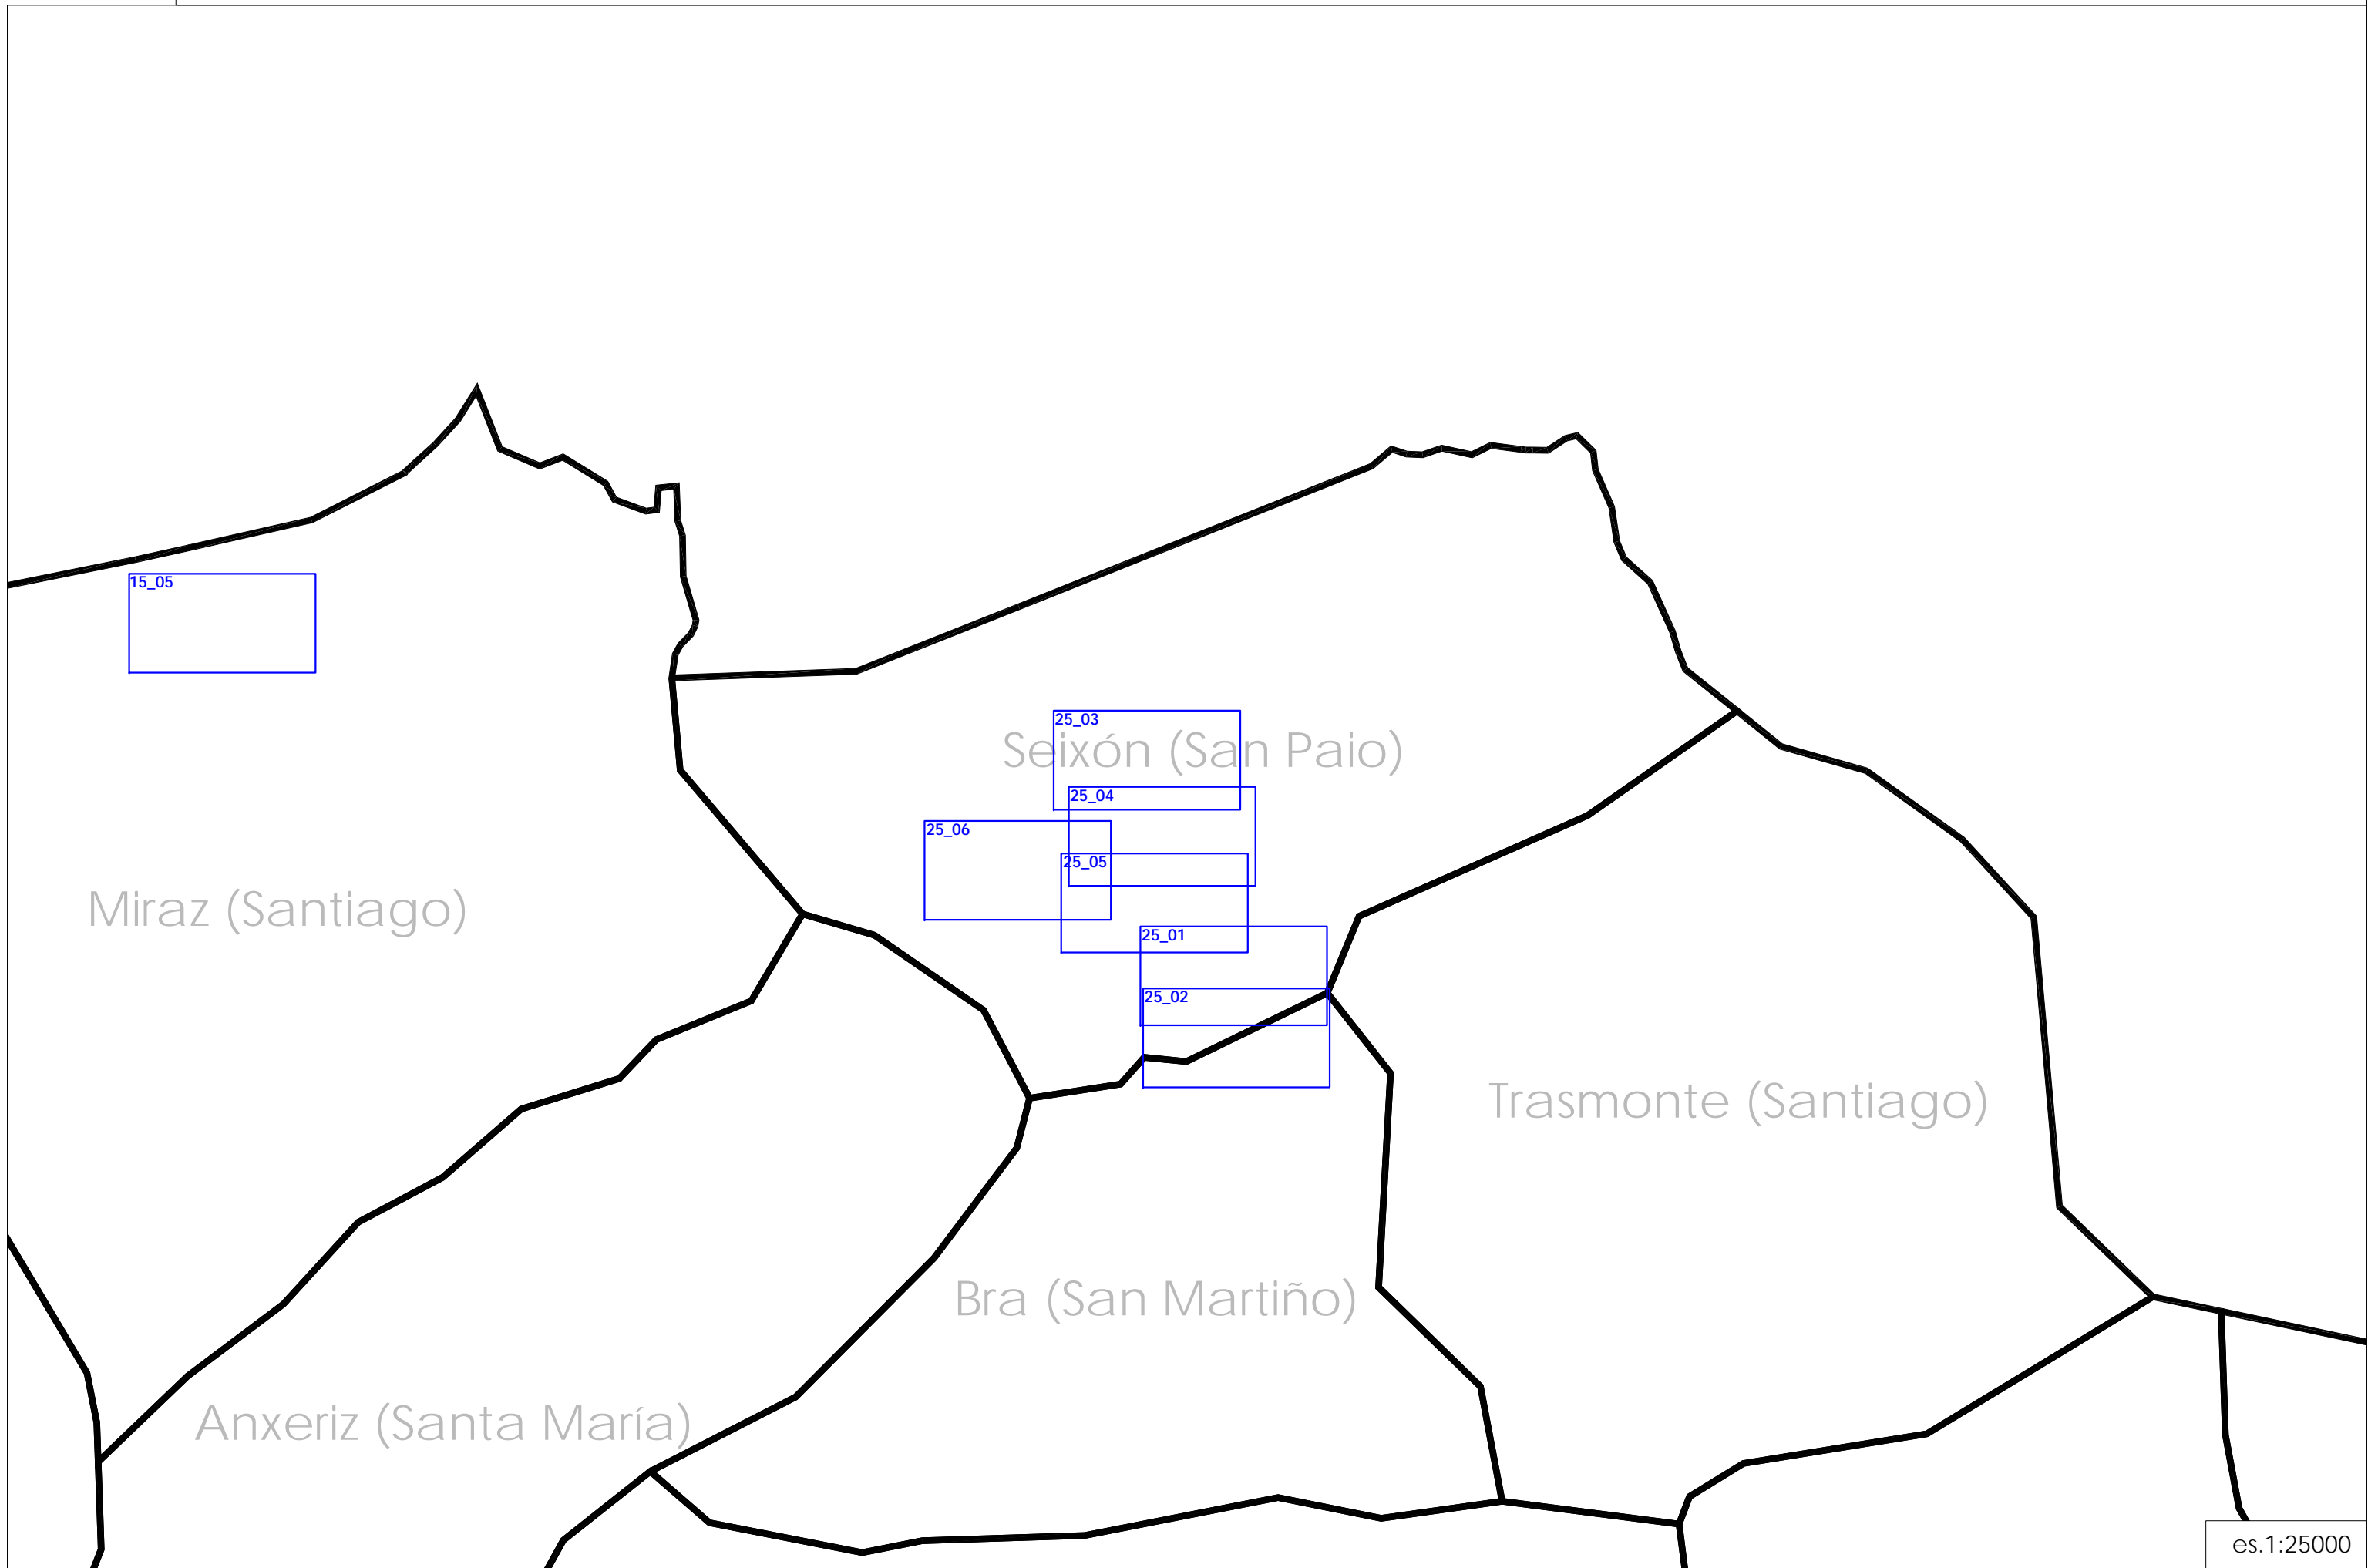 15_05
25_03
Seixón (San Paio)
25_04
25_06
25_05
Miraz (Santiago)
25_01
25_02
Trasmonte (Santiago)
Bra (San Martiño)
Anxeriz (Santa María)
es.1:25000